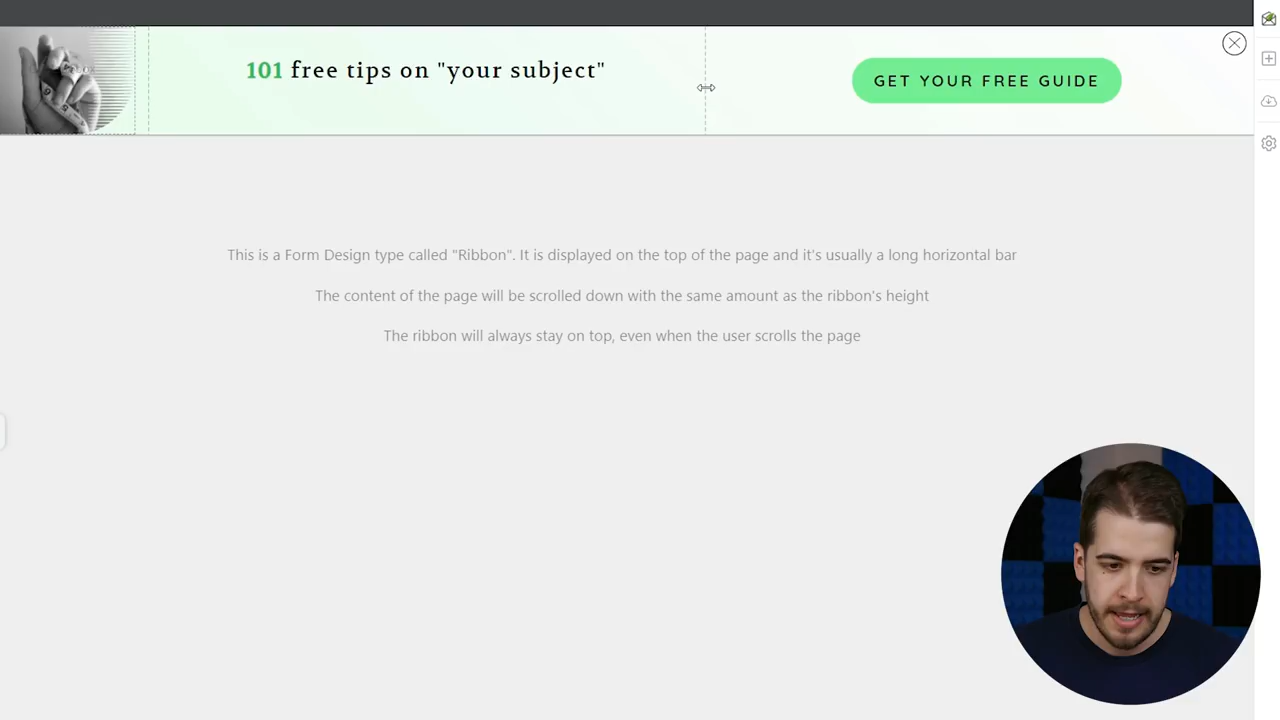 101 free tips on "your subject"
GET YOUR FREE GUIDE
This is a Form Design type called "Ribbon". It is displayed on the top of the page and it's usually a long horizontal bar
The content of the page will be scrolled down with the same amount as the ribbon's height
The ribbon will always stay on top, even when the user scrolls the page